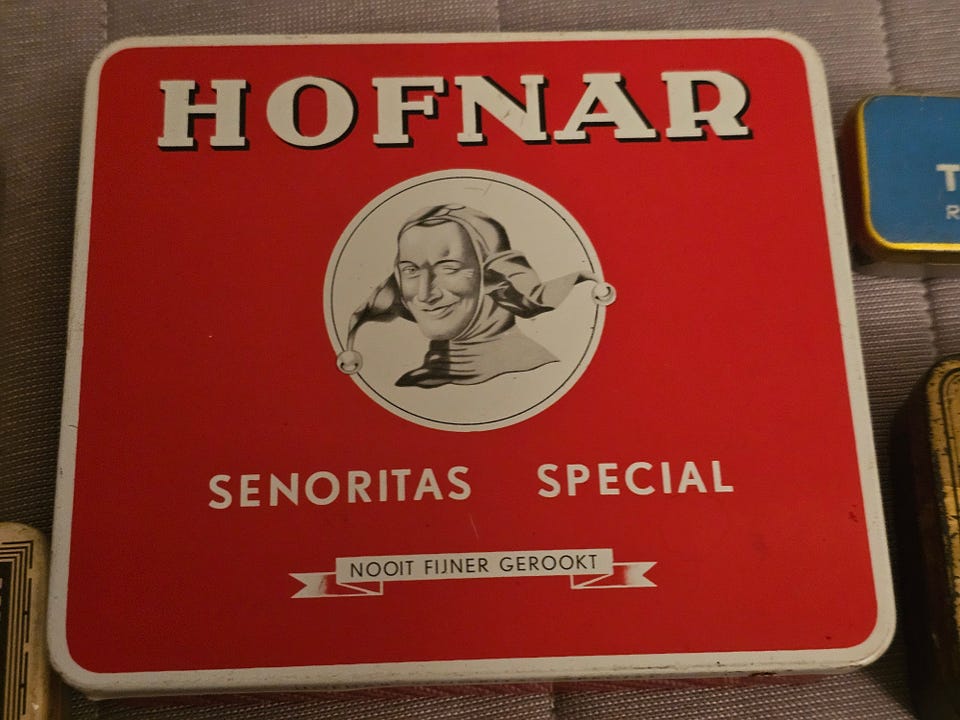 HOFNAR
SENORITAS SPECIAL
NOOIT FIJNER GEROOKT